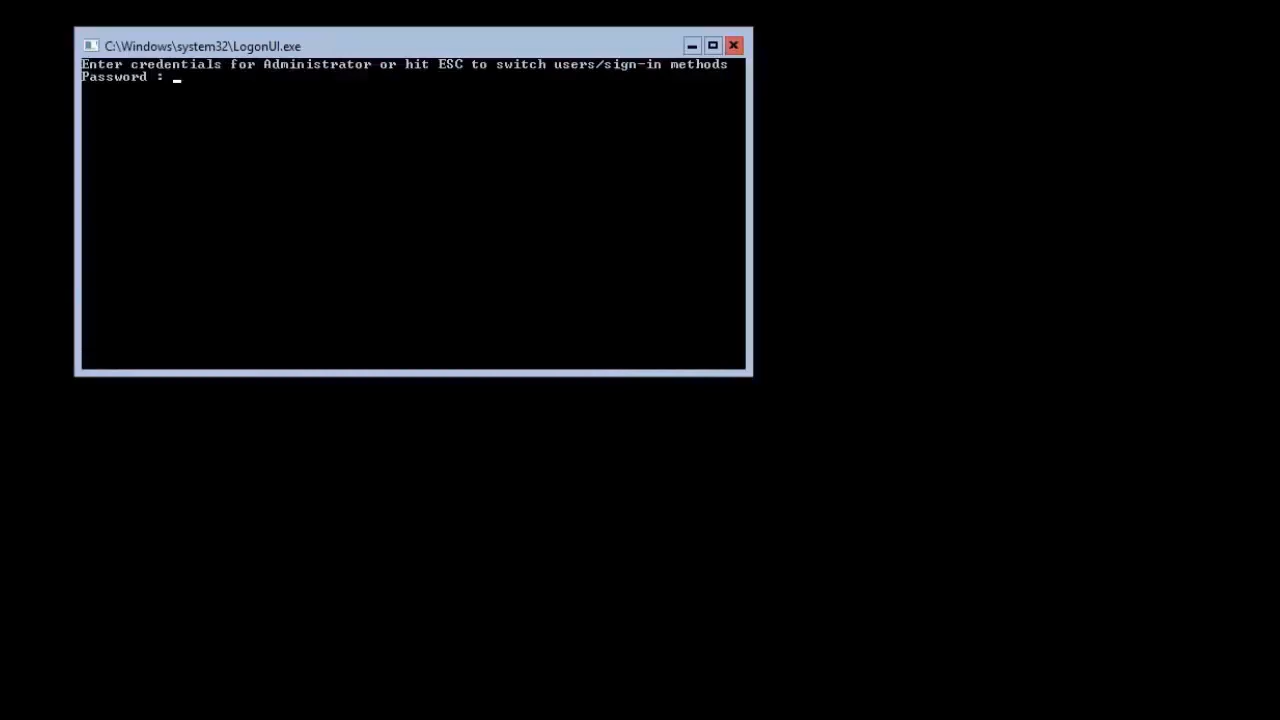 C:\Windows\system32\LogonUI.exe
Enter credentials for Administrator or hit ESC to switch users/sign-in methods
Password : _